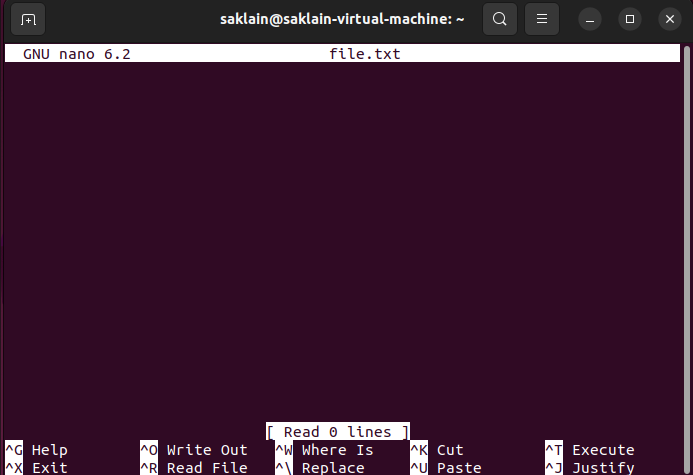 saklain@saklain-virtual-machine: ~
GNU nano 6.2 file.txt
[ Read 0 lines ]
^G Help ^O Write Out ^W Where Is ^K Cut ^T Execute
^X Exit ^R Read File ^\ Replace ^U Paste ^J Justify